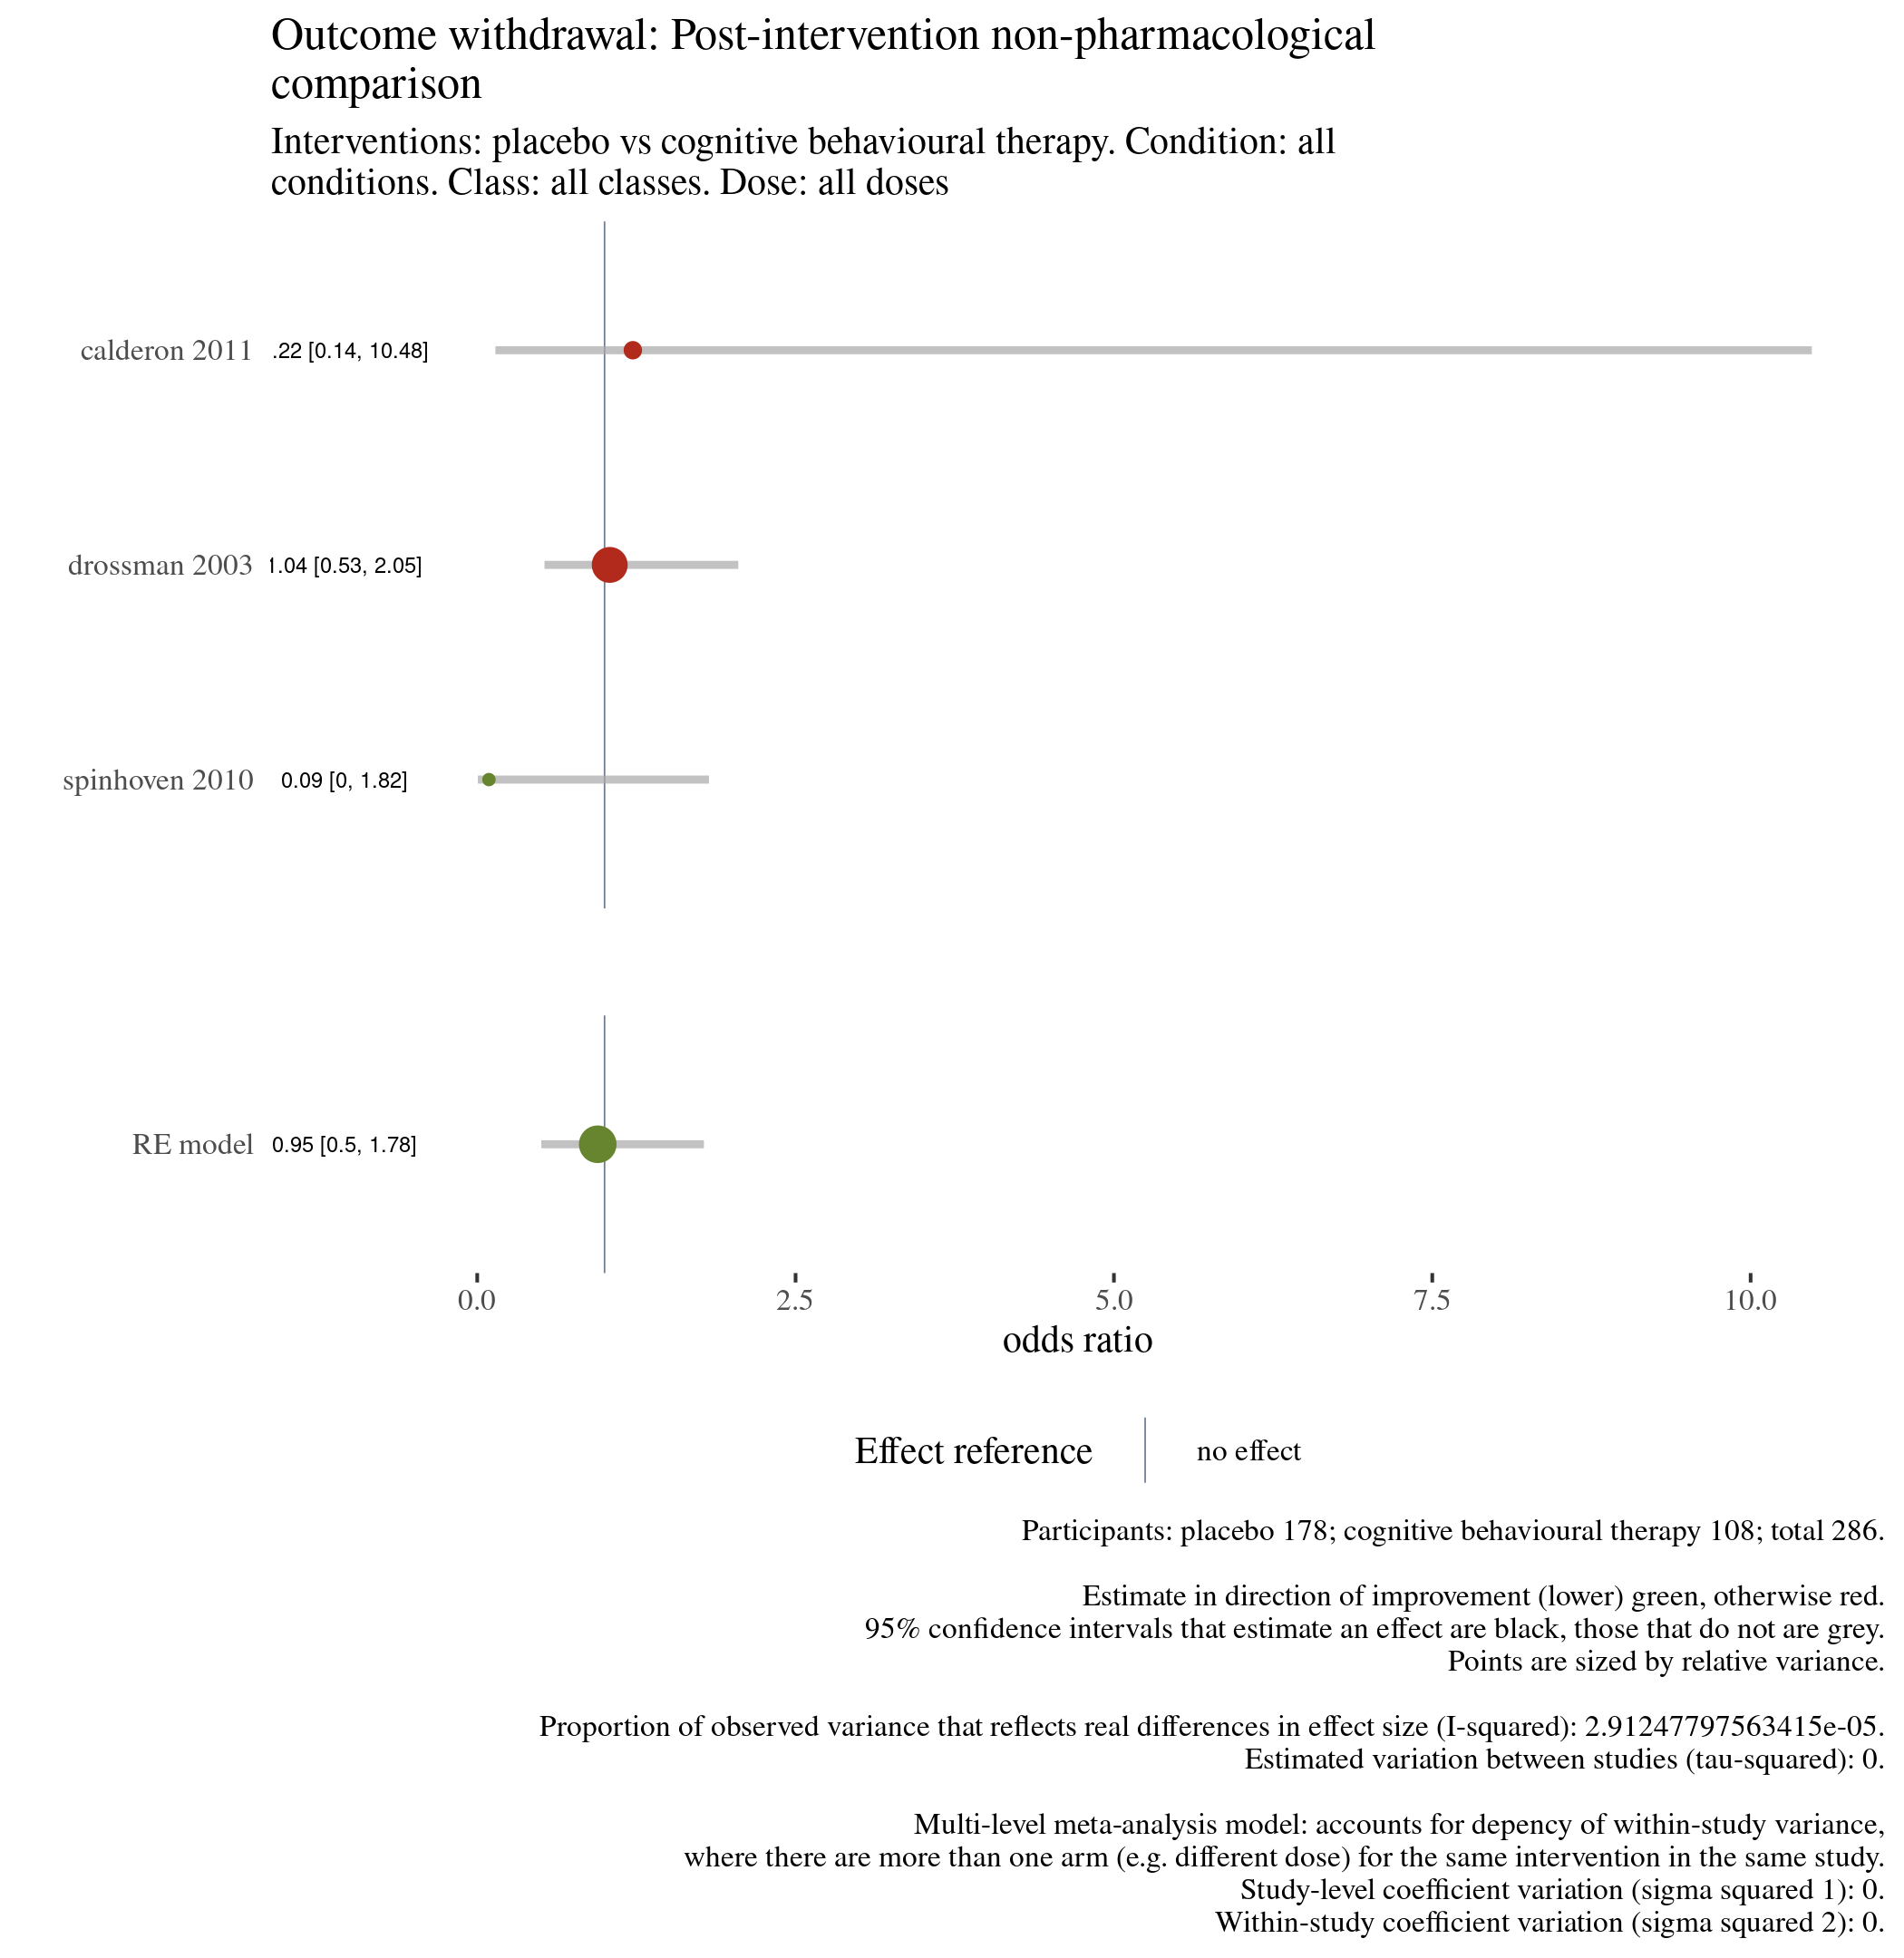 Outcome withdrawal: Post-intervention non-pharmacological
comparison
Interventions: placebo vs cognitive behavioural therapy. Condition: all
conditions. Class: all classes. Dose: all doses
calderon 2011 .22 [0.14, 10.48]
drossman 2003 1.04 [0.53, 2.05]
spinhoven 2010 0.09 [0, 1.82]
RE model 0.95 [0.5, 1.78]
0.0 2.5 5.0 7.5 10.0
odds ratio
Effect reference no effect
Participants: placebo 178; cognitive behavioural therapy 108; total 286.
Estimate in direction of improvement (lower) green, otherwise red.
95% confidence intervals that estimate an effect are black, those that do not are grey.
Points are sized by relative variance.
Proportion of observed variance that reflects real differences in effect size (I-squared): 2.91247797563415e-05.
Estimated variation between studies (tau-squared): 0.
Multi-level meta-analysis model: accounts for depency of within-study variance,
where there are more than one arm (e.g. different dose) for the same intervention in the same study.
Study-level coefficient variation (sigma squared 1): 0.
Within-study coefficient variation (sigma squared 2): 0.